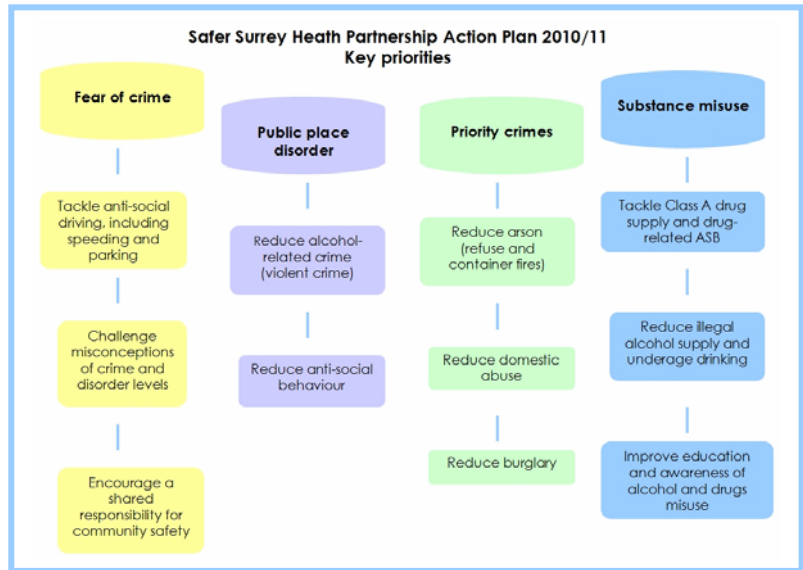 Safer Surrey Heath Partnership Action Plan 2010/11
Key priorities
Fear of crime
Tackle anti-social
driving, including
speeding and
parking
Challenge
misconceptions
of crime and
disorder levels
Encourage a
shared
responsibility for
community safety
Public place
disorder
Reduce alcohol-
related crime
(violent crime)
Reduce anti-social
behaviour
Priority crimes
Reduce arson
(refuse and
container fires)
Reduce domestic
abuse
Reduce burglary
Substance misuse
Tackle Class A drug
supply and drug-
related ASB
Reduce illegal
alcohol supply and
underage drinking
Improve education
and awareness of
alcohol and drugs
misuse